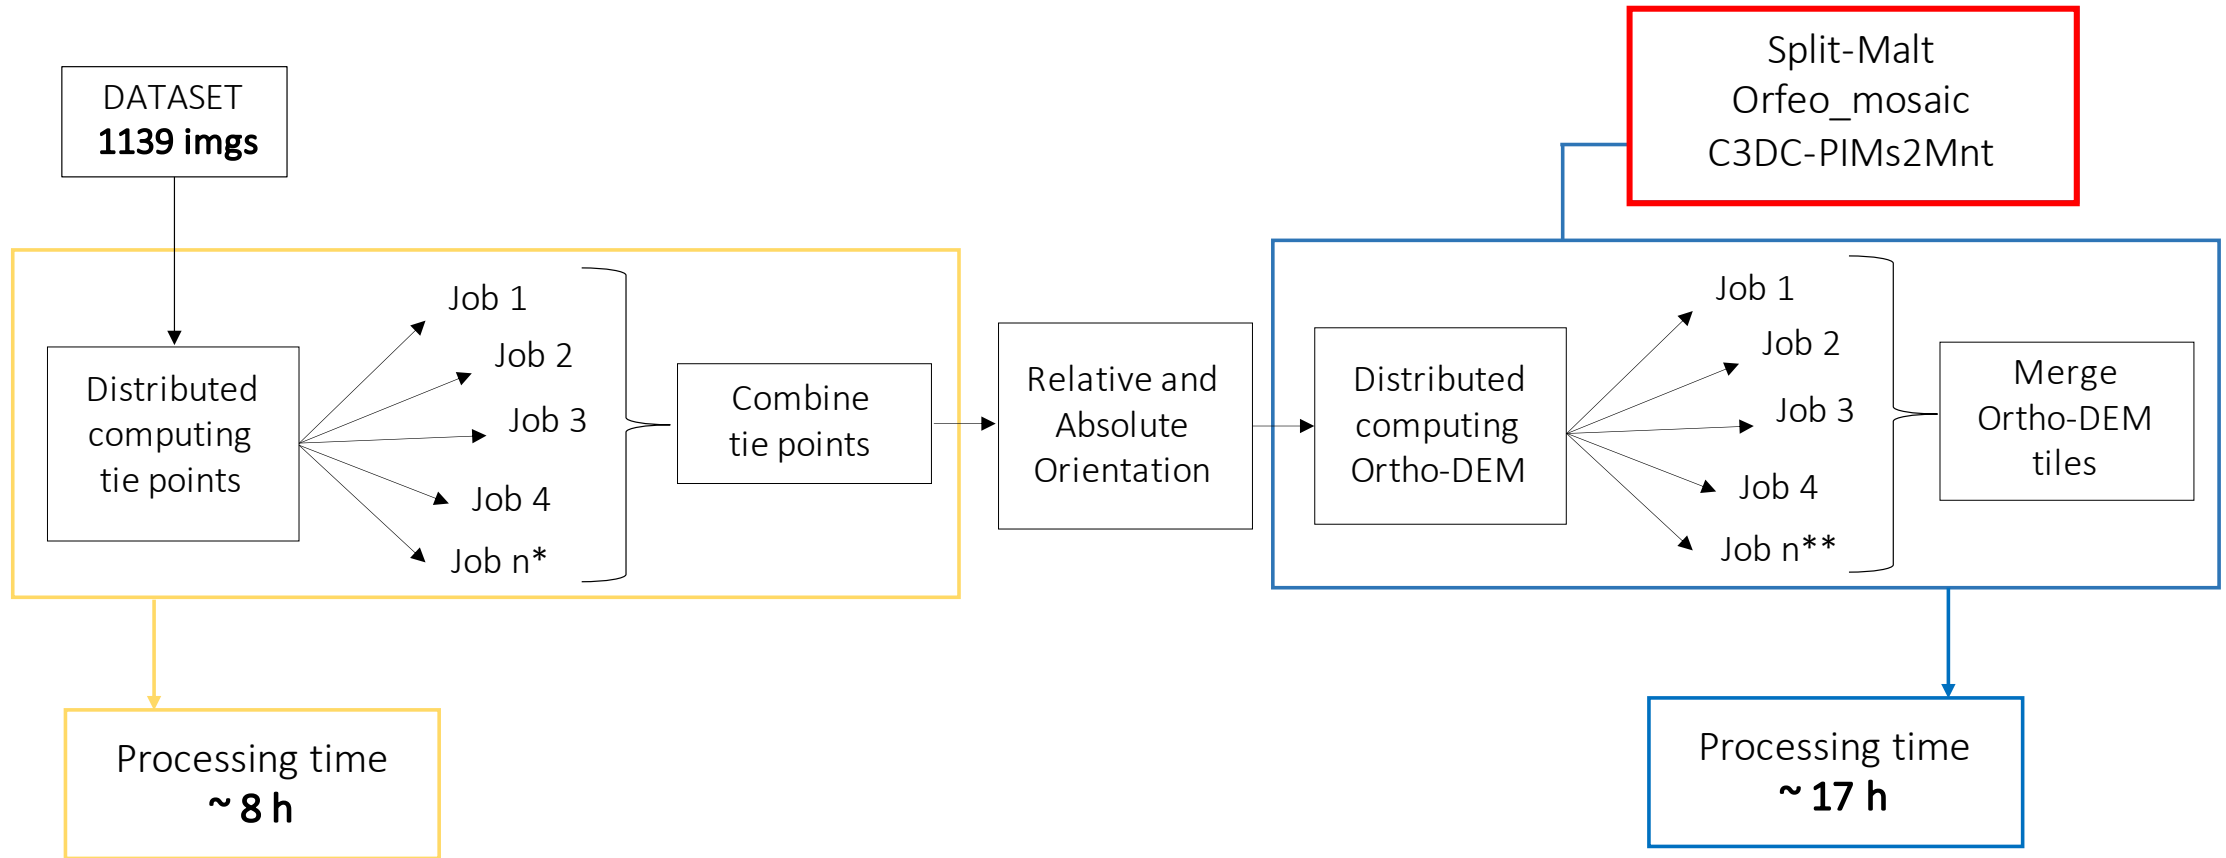 DATASET
1139 imgs
Split-Malt
Orfeo_mosaic
C3DC-PIMs2Mnt
Distributed
computing
tie points
Job 1
Job 2
Job 3
Job 4
Job n*
Combine
tie points
Relative and
Absolute
Orientation
Distributed
computing
Ortho-DEM
Job 1
Job 2
Job 3
Job 4
Job n**
Merge
Ortho-DEM
tiles
Processing time
~ 8 h
Processing time
~ 17 h